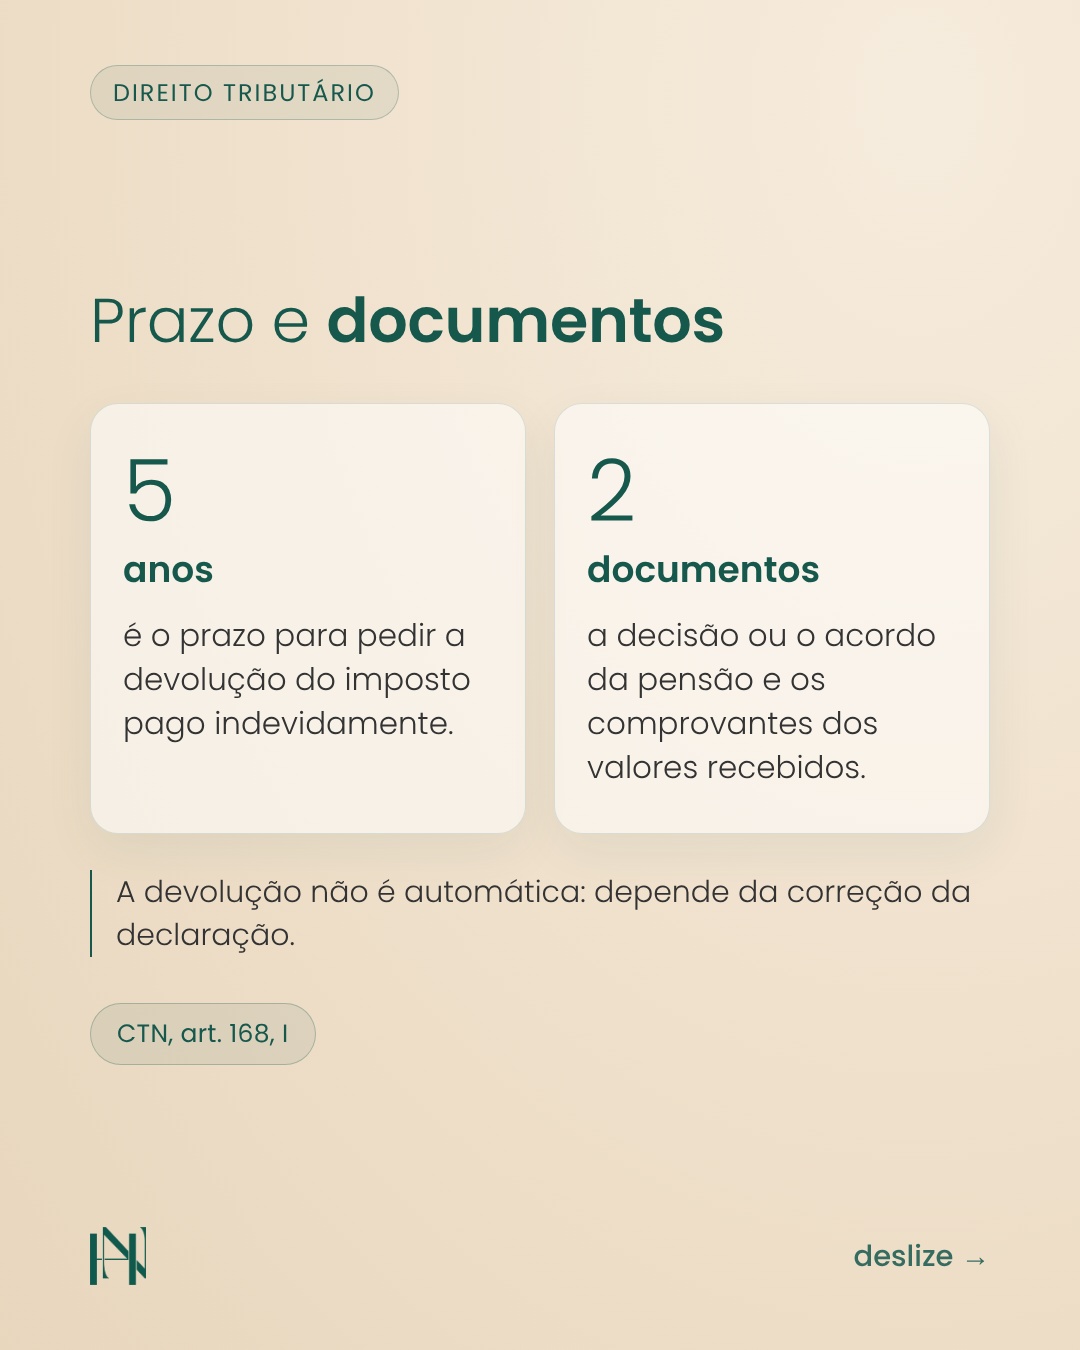 DIREITO TRIBUTÁRIO
Prazo e documentos
5
anos
é o prazo para pedir a
devolução do imposto
pago indevidamente.
2
documentos
a decisão ou o acordo
da pensão e os
comprovantes dos
valores recebidos.
A devolução não é automática: depende da correção da
declaração.
CTN, art. 168, I
HN
deslize →